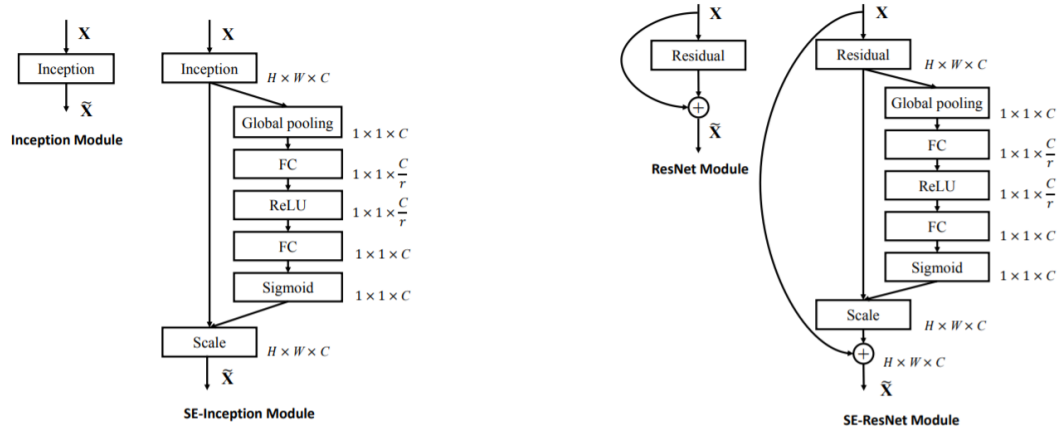 X
Inception
X̃
Inception Module
X
Inception
H × W × C
Global pooling
1 × 1 × C
FC
1 × 1 × C/r
ReLU
1 × 1 × C/r
FC
1 × 1 × C
Sigmoid
1 × 1 × C
Scale
H × W × C
X̃
SE-Inception Module
X
Residual
+
X̃
ResNet Module
X
Residual
H × W × C
Global pooling
1 × 1 × C
FC
1 × 1 × C/r
ReLU
1 × 1 × C/r
FC
1 × 1 × C
Sigmoid
1 × 1 × C
Scale
H × W × C
+
H × W × C
X̃
SE-ResNet Module